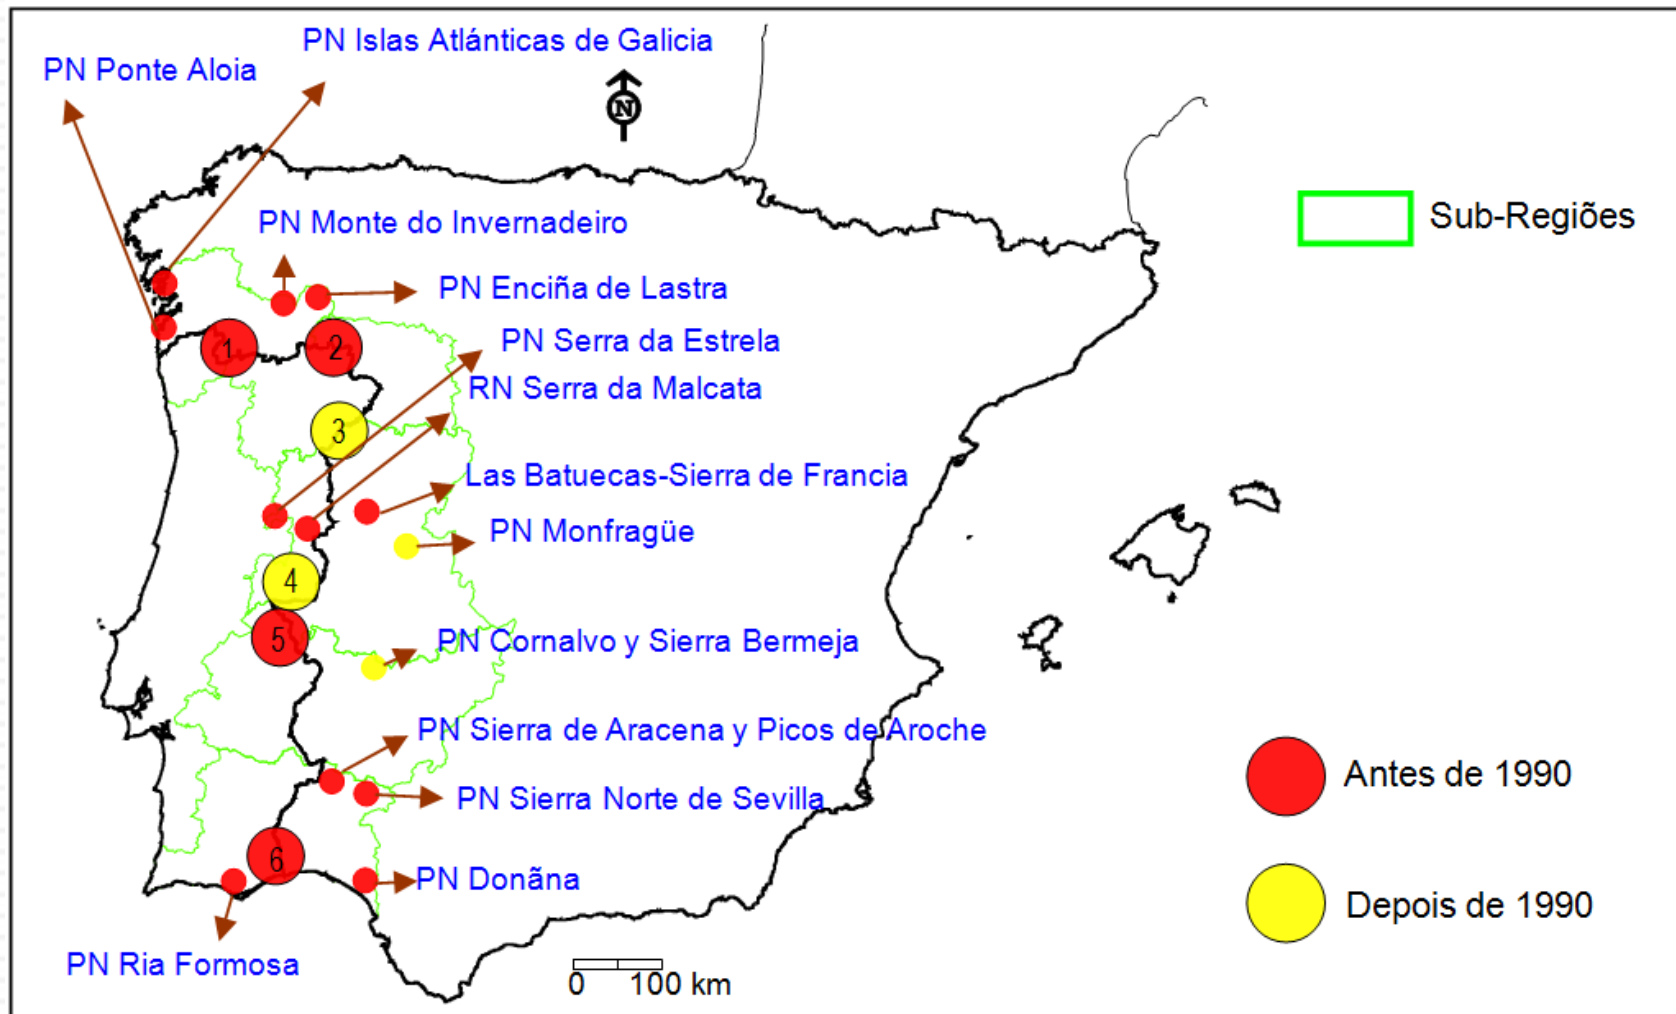 PN Islas Atlánticas de Galicia
PN Ponte Aloia
N
PN Monte do Invernadeiro
Sub-Regiões
PN Enciña de Lastra
1
2
PN Serra da Estrela
RN Serra da Malcata
3
Las Batuecas-Sierra de Francia
PN Monfragüe
4
5
PN Cornalvo y Sierra Bermeja
PN Sierra de Aracena y Picos de Aroche
Antes de 1990
PN Sierra Norte de Sevilla
6
PN Donãna
Depois de 1990
PN Ria Formosa
0 100 km